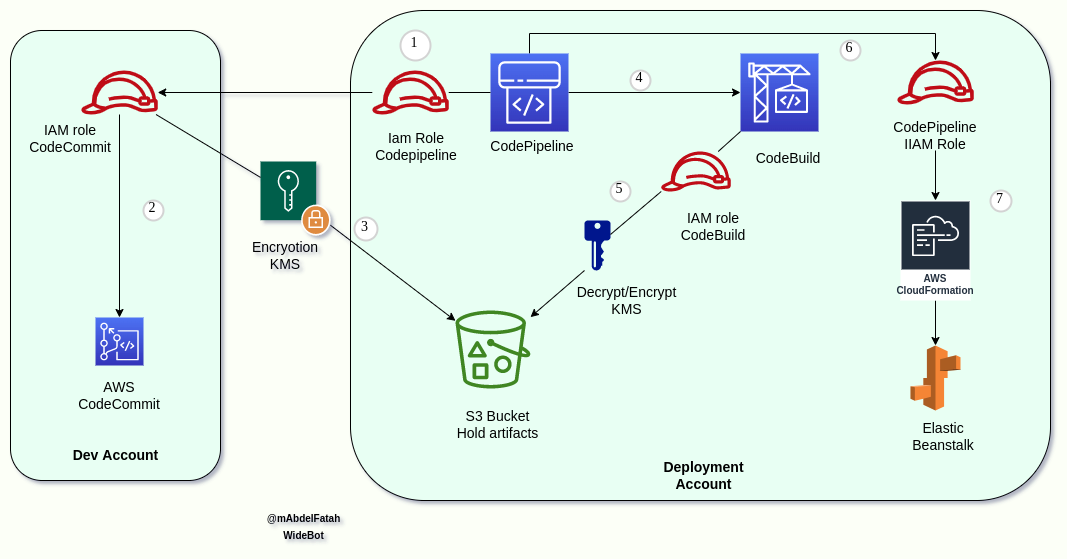 1
6
4
IAM role
CodeCommit
Iam Role
Codepipeline
CodePipeline
CodeBuild
CodePipeline
IIAM Role
2
3
5
7
IAM role
CodeBuild
Encryotion
KMS
Decrypt/Encrypt
KMS
AWS
CloudFormation
AWS
CodeCommit
S3 Bucket
Hold artifacts
Elastic
Beanstalk
Dev Account
Deployment
Account
@mAbdelFatah
WideBot